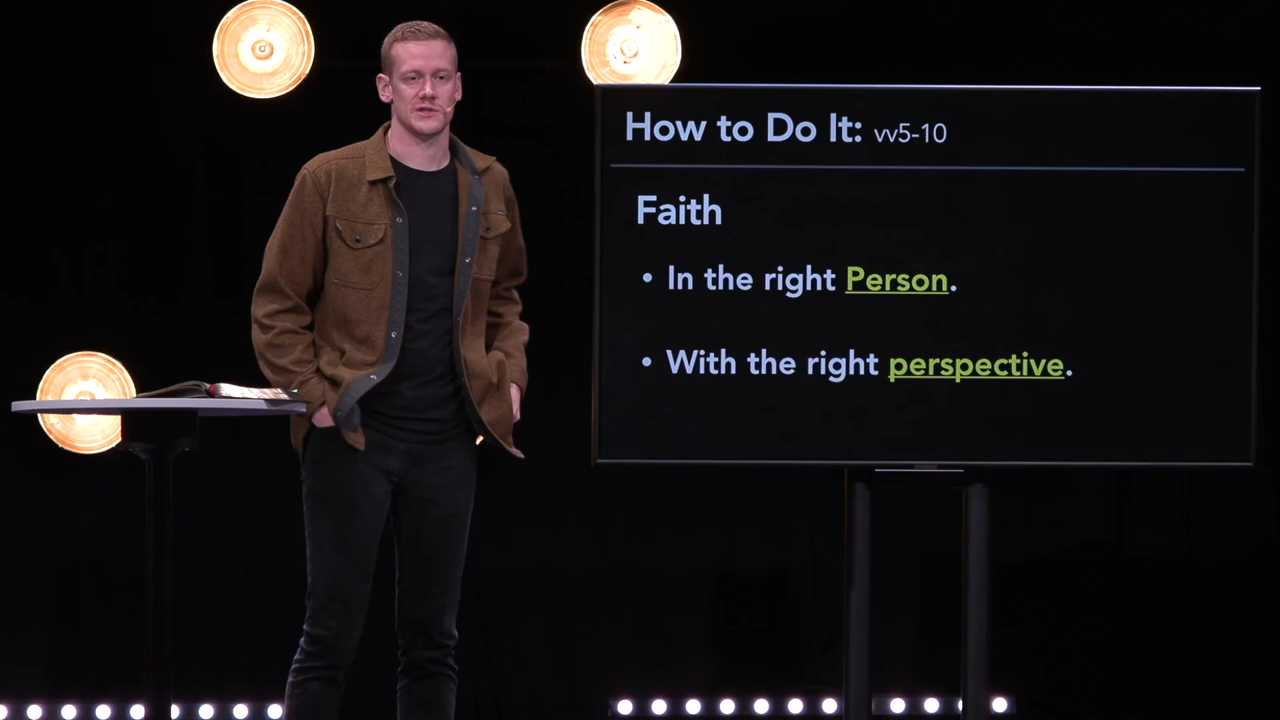 How to Do It: vv5-10
Faith
• In the right Person.
• With the right perspective.